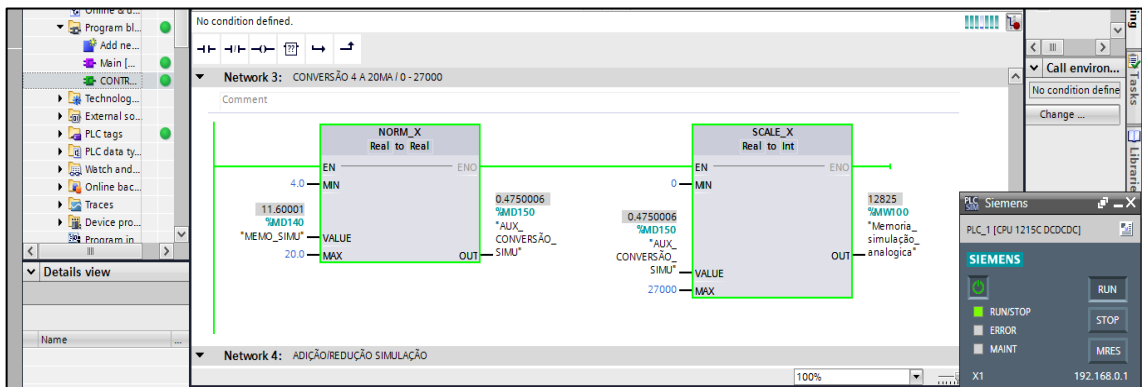 Online & d...
Program bl...
Add ne...
Main [...
CONTR...
Technolog...
External so...
PLC tags
PLC data ty...
Watch and...
Online bac...
Traces
Device pro...
Program in
Details view
Name
...
No condition defined.
??
Network 3: CONVERSÃO 4 A 20MA / 0 - 27000
Comment
NORM_X
Real to Real
EN
ENO
4.0
MIN
11.60001
%MD140
"MEMO_SIMU"
VALUE
20.0
MAX
0.4750006
%MD150
"AUX_
CONVERSÃO_
OUT
SIMU"
SCALE_X
Real to Int
EN
ENO
0
MIN
0.4750006
%MD150
"AUX_
CONVERSÃO_
SIMU"
VALUE
27000
MAX
12825
%MW100
"Memoria_
simulação_
OUT
analogica"
Network 4: ADIÇÃO/REDUÇÃO SIMULAÇÃO
100%
Call environ...
No condition define
Change ...
ing
Tasks
Librarie
PLC SIM Siemens
PLC_1 [CPU 1215C DCDCDC]
SIEMENS
RUN
RUN/STOP
STOP
ERROR
MAINT
MRES
X1
192.168.0.1